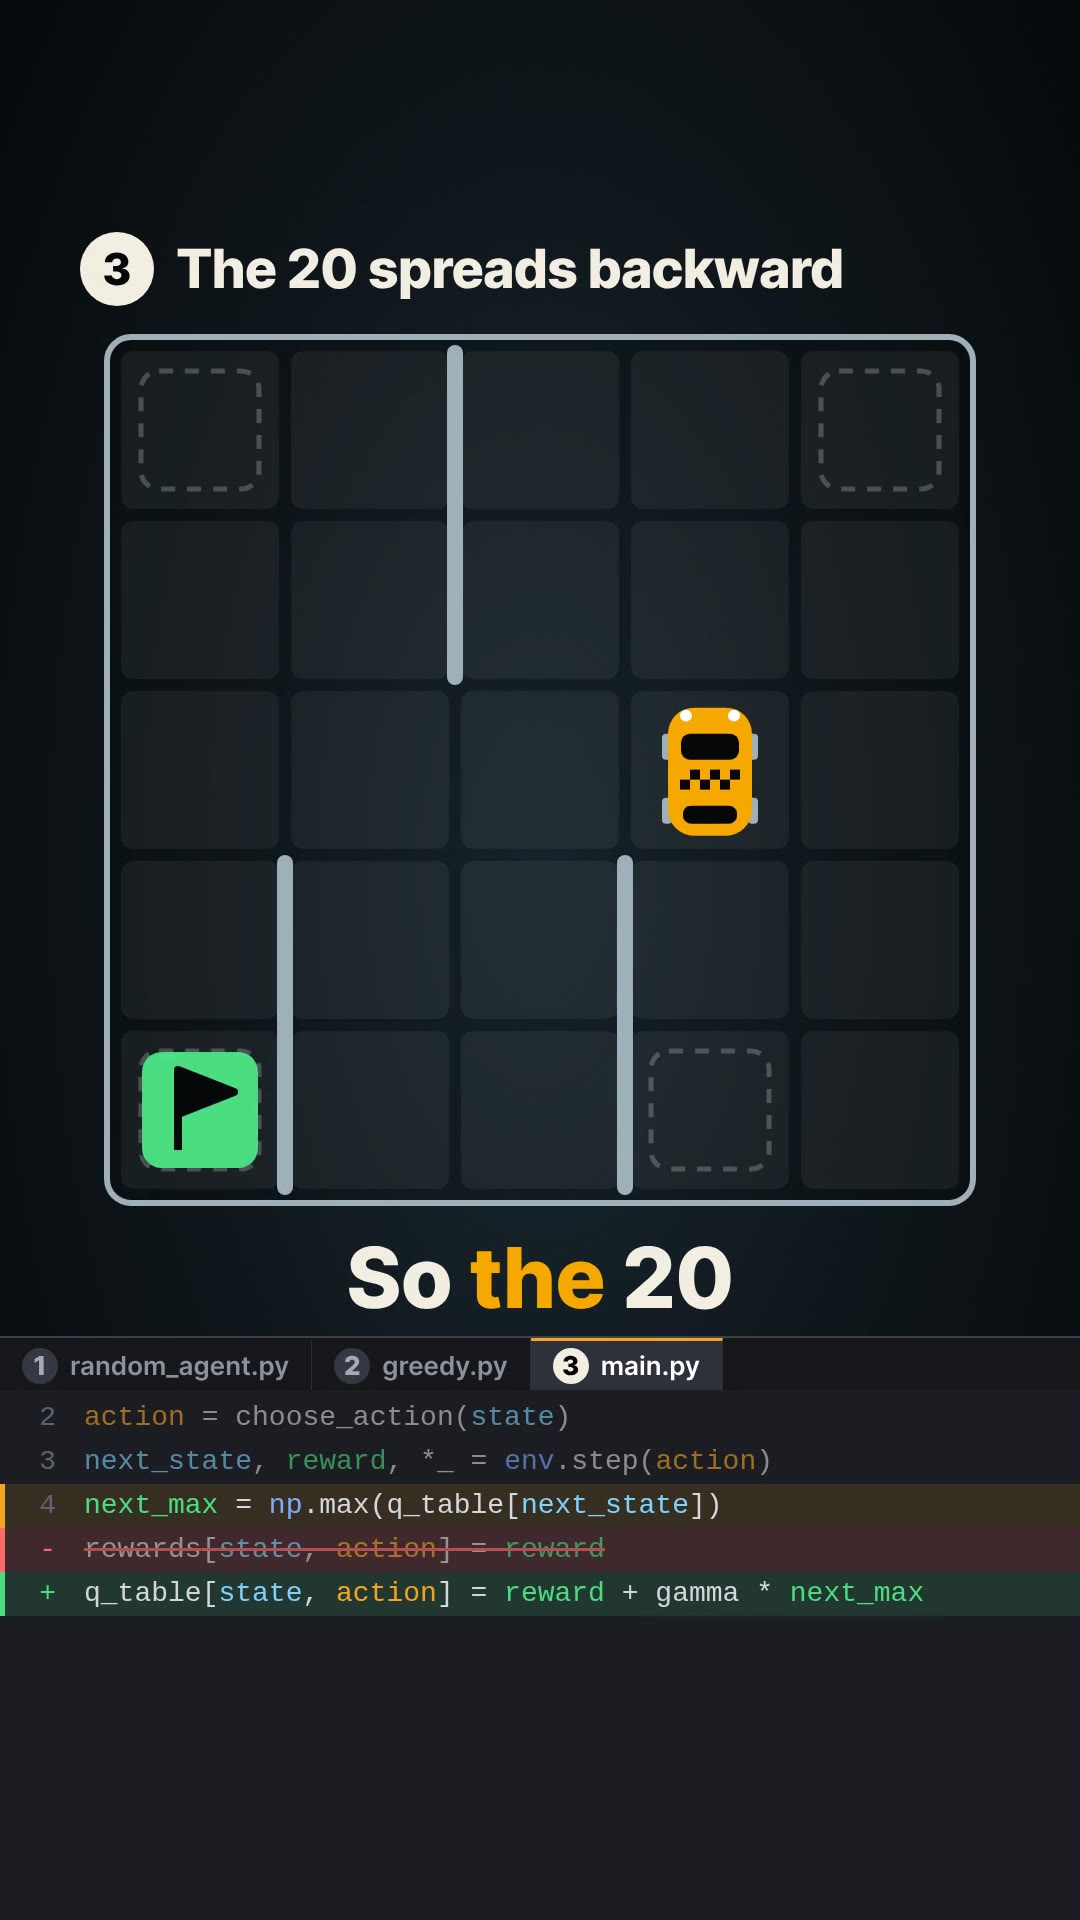 3 The 20 spreads backward
So the 20
1 random_agent.py 2 greedy.py 3 main.py
2 action = choose_action(state)
3 next_state, reward, *_ = env.step(action)
4 next_max = np.max(q_table[next_state])
- rewards[state, action] = reward
+ q_table[state, action] = reward + gamma * next_max